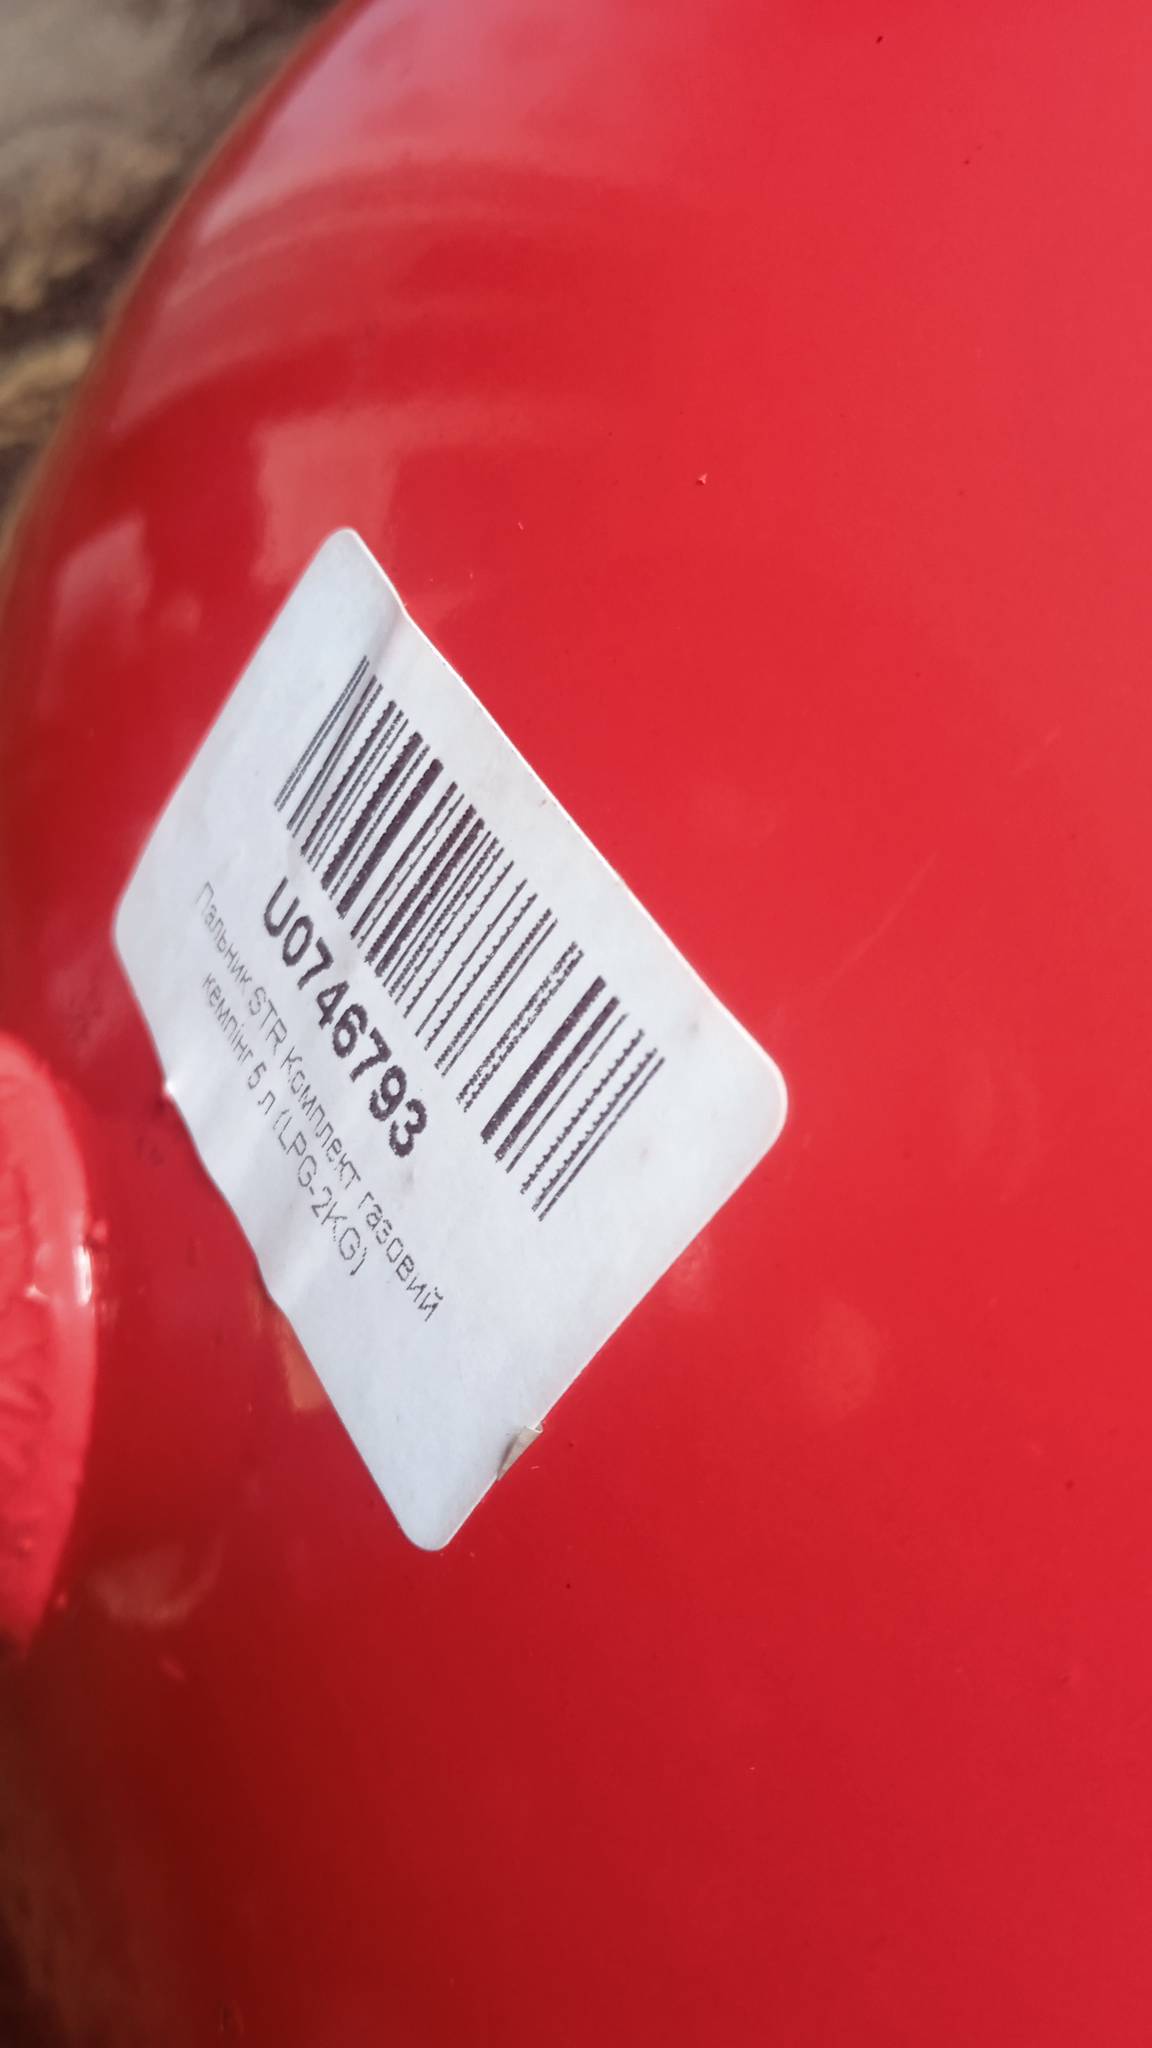 U0746793
Пальник STR Комплект газовий
кемпінг 5 л (LPG-2KG)